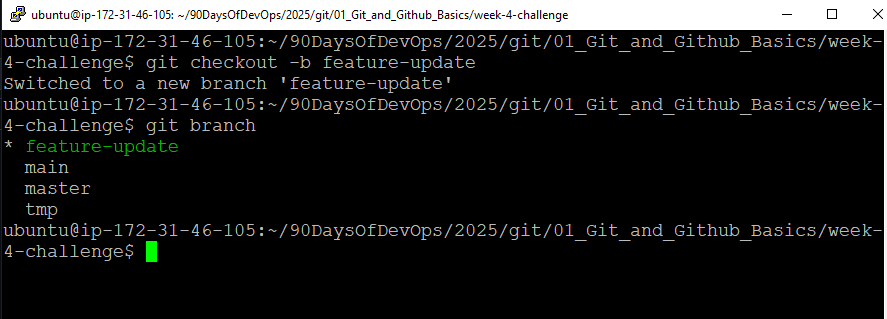 ubuntu@ip-172-31-46-105: ~/90DaysOfDevOps/2025/git/01_Git_and_Github_Basics/week-4-challenge
ubuntu@ip-172-31-46-105:~/90DaysOfDevOps/2025/git/01_Git_and_Github_Basics/week-
4-challenge$ git checkout -b feature-update
Switched to a new branch 'feature-update'
ubuntu@ip-172-31-46-105:~/90DaysOfDevOps/2025/git/01_Git_and_Github_Basics/week-
4-challenge$ git branch
* feature-update
  main
  master
  tmp
ubuntu@ip-172-31-46-105:~/90DaysOfDevOps/2025/git/01_Git_and_Github_Basics/week-
4-challenge$